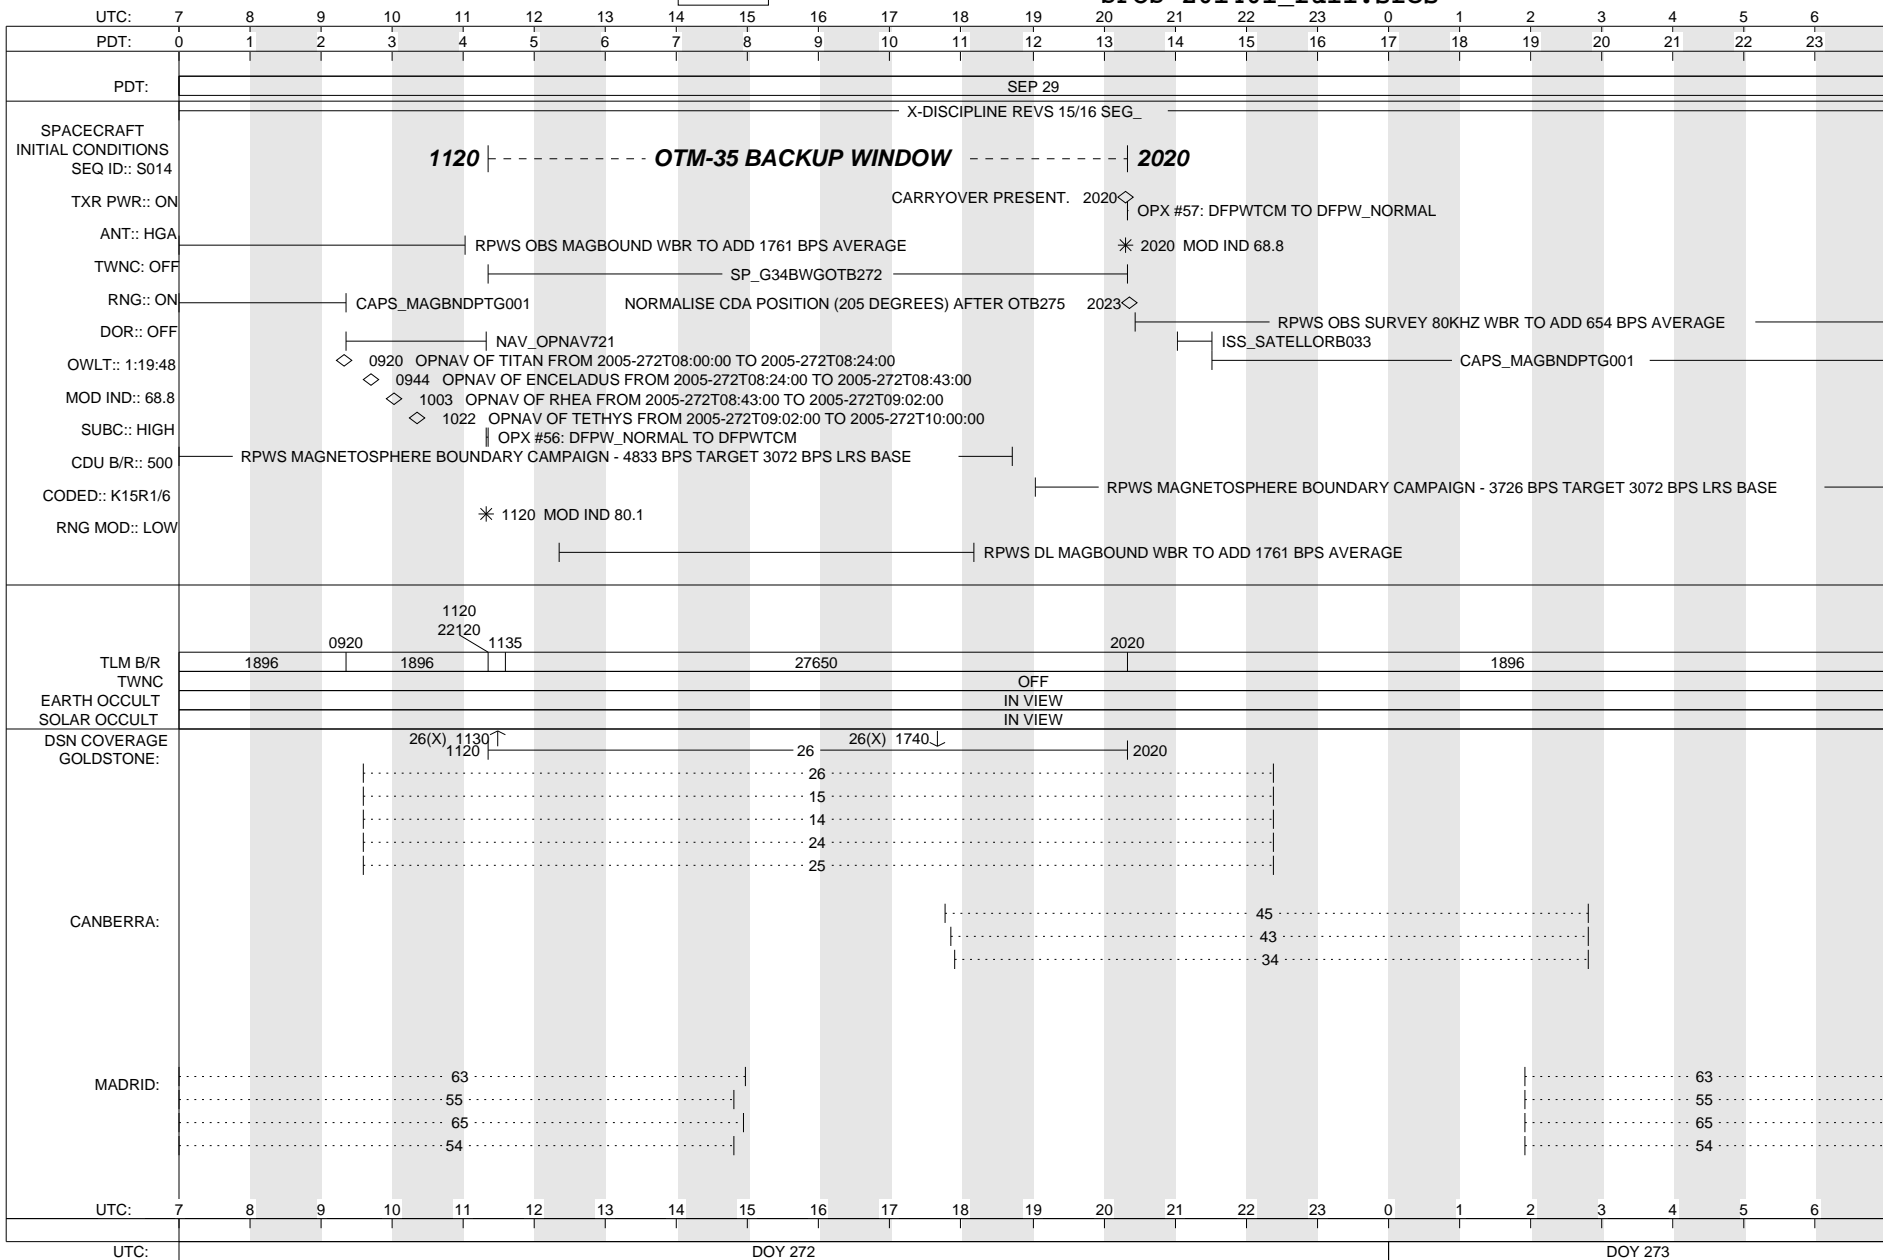 UTC: 7 8 9 10 11 12 13 14 15 16 17 18 19 20 21 22 23 0 1 2 3 4 5 6
PDT: 0 1 2 3 4 5 6 7 8 9 10 11 12 13 14 15 16 17 18 19 20 21 22 23
PDT: SEP 29
X-DISCIPLINE REVS 15/16 SEG_
SPACECRAFT
INITIAL CONDITIONS
SEQ ID:: S014
1120 OTM-35 BACKUP WINDOW 2020
TXR PWR:: ON
CARRYOVER PRESENT. 2020
OPX #57: DFPWTCM TO DFPW_NORMAL
ANT:: HGA
RPWS OBS MAGBOUND WBR TO ADD 1761 BPS AVERAGE
2020 MOD IND 68.8
TWNC: OFF
SP_G34BWGOTB272
RNG:: ON
CAPS_MAGBNDPTG001
NORMALISE CDA POSITION (205 DEGREES) AFTER OTB275 2023
RPWS OBS SURVEY 80KHZ WBR TO ADD 654 BPS AVERAGE
DOR:: OFF
NAV_OPNAV721
ISS_SATELLORB033
OWLT:: 1:19:48
0920 OPNAV OF TITAN FROM 2005-272T08:00:00 TO 2005-272T08:24:00
CAPS_MAGBNDPTG001
0944 OPNAV OF ENCELADUS FROM 2005-272T08:24:00 TO 2005-272T08:43:00
MOD IND:: 68.8
1003 OPNAV OF RHEA FROM 2005-272T08:43:00 TO 2005-272T09:02:00
1022 OPNAV OF TETHYS FROM 2005-272T09:02:00 TO 2005-272T10:00:00
SUBC:: HIGH
OPX #56: DFPW_NORMAL TO DFPWTCM
CDU B/R:: 500
RPWS MAGNETOSPHERE BOUNDARY CAMPAIGN - 4833 BPS TARGET 3072 BPS LRS BASE
RPWS MAGNETOSPHERE BOUNDARY CAMPAIGN - 3726 BPS TARGET 3072 BPS LRS BASE
CODED:: K15R1/6
1120 MOD IND 80.1
RNG MOD:: LOW
RPWS DL MAGBOUND WBR TO ADD 1761 BPS AVERAGE
1120
22120
0920 1135 2020
TLM B/R 1896 1896 27650 1896
TWNC OFF
EARTH OCCULT IN VIEW
SOLAR OCCULT IN VIEW
DSN COVERAGE 26(X) 1130 26(X) 1740
GOLDSTONE: 1120 26 2020
26
15
14
24
25
CANBERRA: 45
43
34
MADRID: 63 63
55 55
65 65
54 54
UTC: 7 8 9 10 11 12 13 14 15 16 17 18 19 20 21 22 23 0 1 2 3 4 5 6
UTC: DOY 272 DOY 273